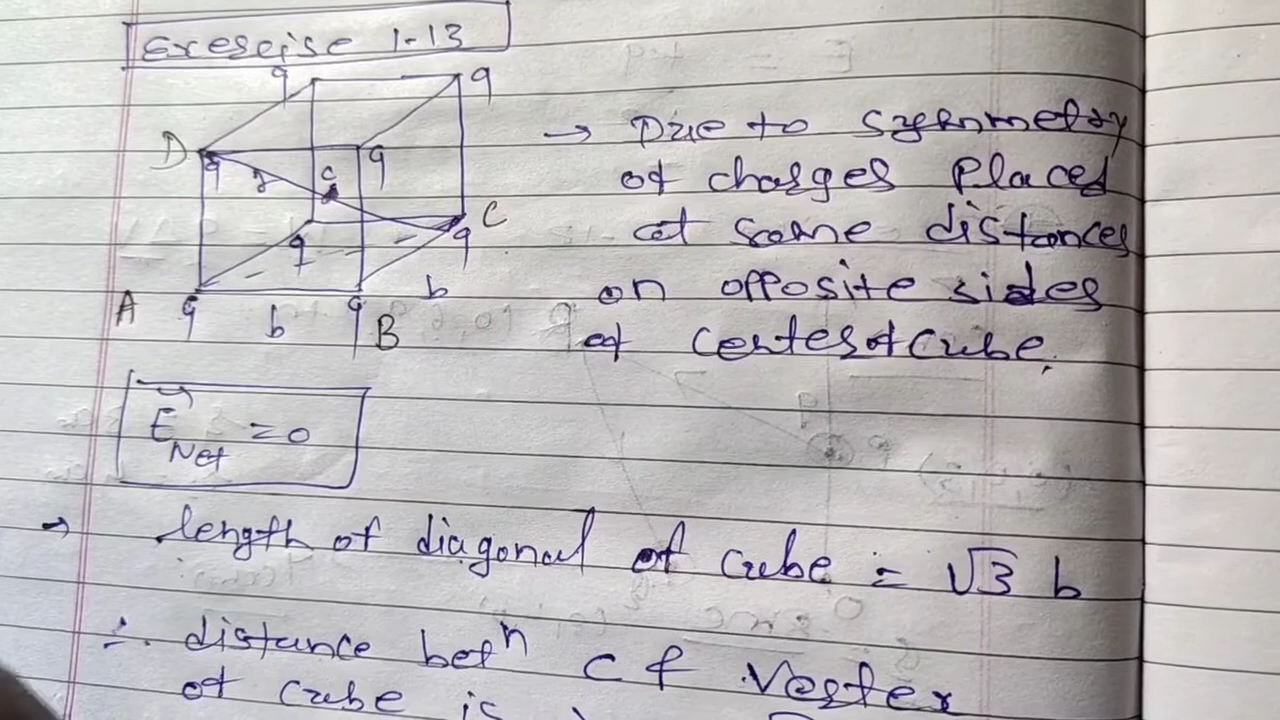 Exercise 1-13
q q
D q r c q
q C q
A q b q B b
→ Due to symmetry
of charges Placed
at same distances
on opposite sides
of center of cube.
E Net = 0
→ length of diagonal of cube = √3 b
∴ distance betⁿ c & Vertex
of cube is